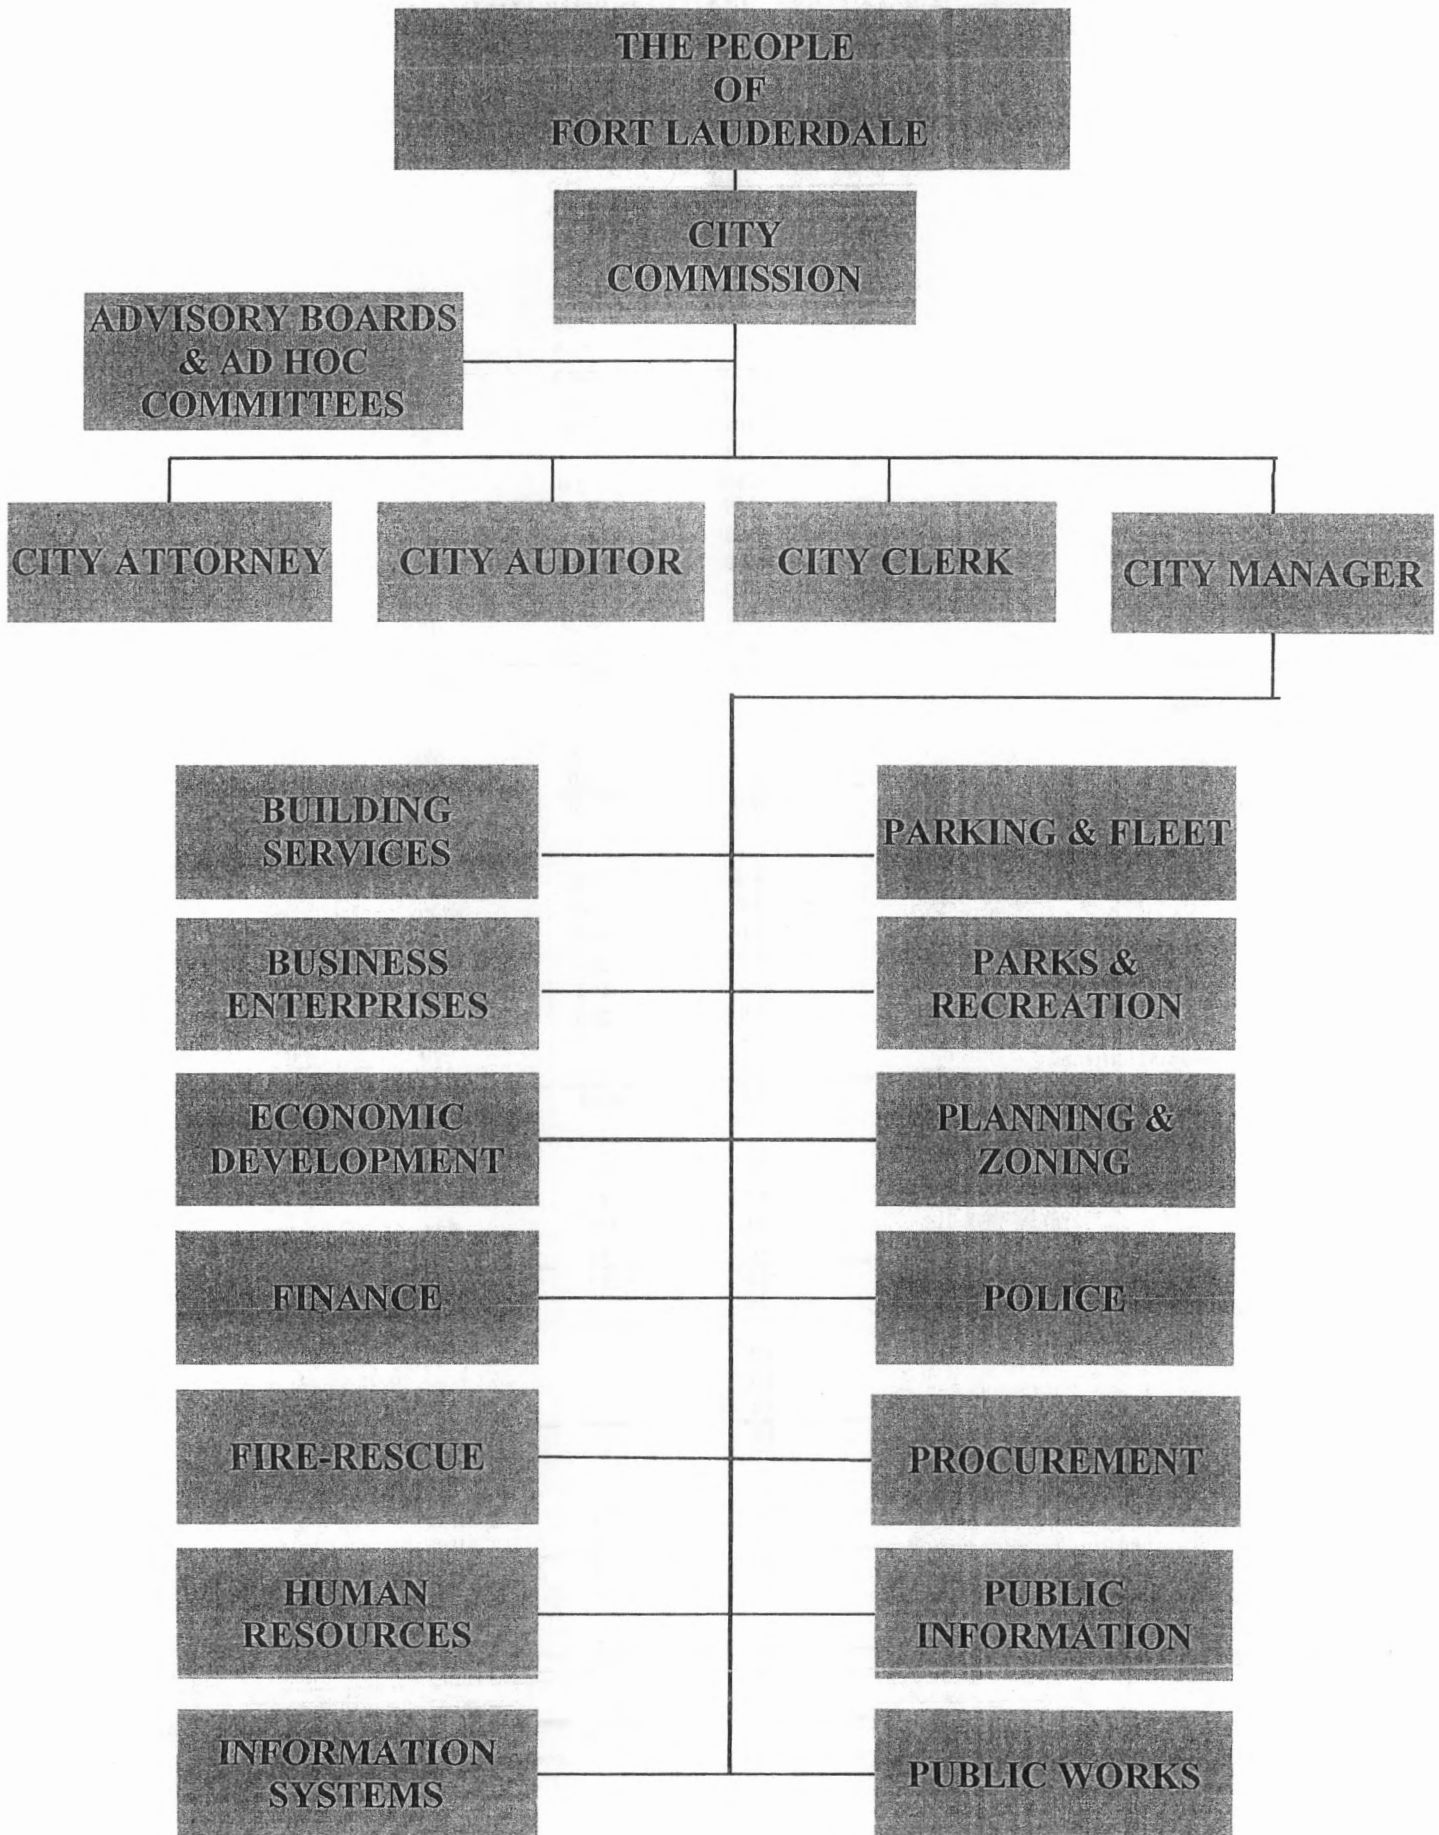 THE PEOPLE
OF
FORT LAUDERDALE
CITY
COMMISSION
ADVISORY BOARDS
& AD HOC
COMMITTEES
CITY ATTORNEY
CITY AUDITOR
CITY CLERK
CITY MANAGER
BUILDING
SERVICES
PARKING & FLEET
BUSINESS
ENTERPRISES
PARKS &
RECREATION
ECONOMIC
DEVELOPMENT
PLANNING &
ZONING
FINANCE
POLICE
FIRE-RESCUE
PROCUREMENT
HUMAN
RESOURCES
PUBLIC
INFORMATION
INFORMATION
SYSTEMS
PUBLIC WORKS